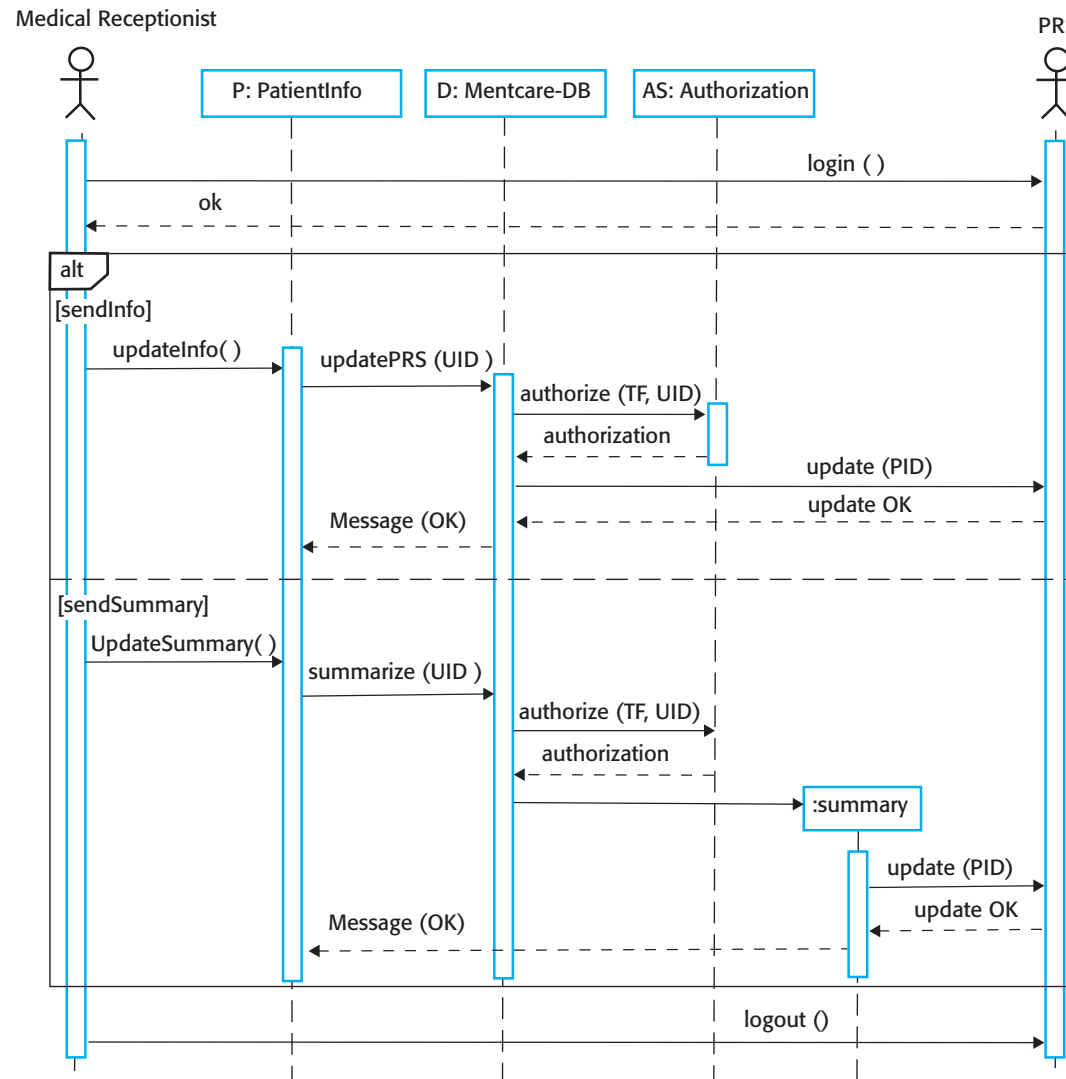 Medical Receptionist
PRS
P: PatientInfo
D: Mentcare-DB
AS: Authorization
login ( )
ok
alt
[sendInfo]
updateInfo( )
updatePRS (UID )
authorize (TF, UID)
authorization
update (PID)
update OK
Message (OK)
[sendSummary]
UpdateSummary( )
summarize (UID )
authorize (TF, UID)
authorization
:summary
update (PID)
update OK
Message (OK)
logout ()